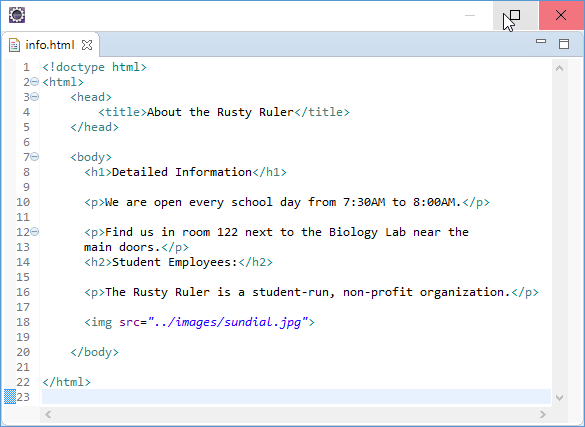 info.html
1 <!doctype html>
2 <html>
3     <head>
4         <title>About the Rusty Ruler</title>
5     </head>
6
7     <body>
8       <h1>Detailed Information</h1>
9
10       <p>We are open every school day from 7:30AM to 8:00AM.</p>
11
12       <p>Find us in room 122 next to the Biology Lab near the
13       main doors.</p>
14       <h2>Student Employees:</h2>
15
16       <p>The Rusty Ruler is a student-run, non-profit organization.</p>
17
18       <img src="../images/sundial.jpg">
19
20     </body>
21
22 </html>
23